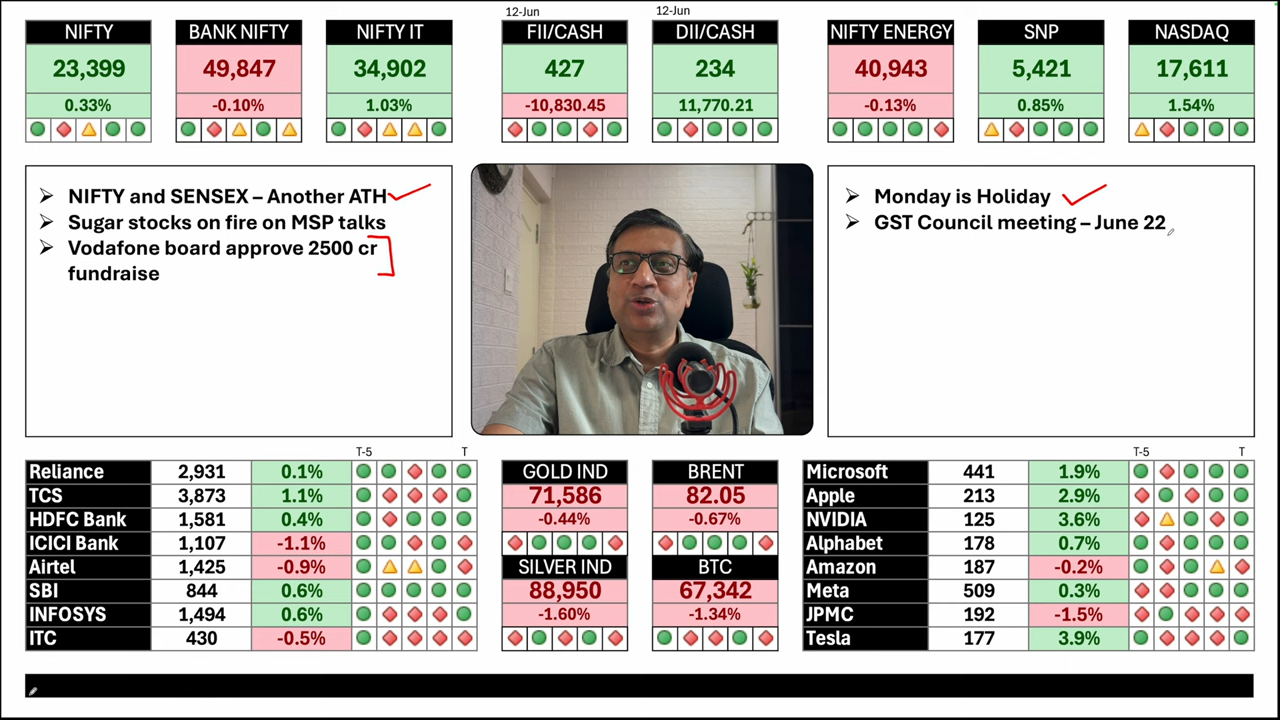 12-Jun
12-Jun
NIFTY
BANK NIFTY
NIFTY IT
FII/CASH
DII/CASH
NIFTY ENERGY
SNP
NASDAQ
23,399
49,847
34,902
427
234
40,943
5,421
17,611
0.33%
-0.10%
1.03%
-10,830.45
11,770.21
-0.13%
0.85%
1.54%
NIFTY and SENSEX – Another ATH
Sugar stocks on fire on MSP talks
Vodafone board approve 2500 cr
fundraise
Monday is Holiday
GST Council meeting – June 22
T-5 T
Reliance 2,931 0.1%
TCS 3,873 1.1%
HDFC Bank 1,581 0.4%
ICICI Bank 1,107 -1.1%
Airtel 1,425 -0.9%
SBI 844 0.6%
INFOSYS 1,494 0.6%
ITC 430 -0.5%
GOLD IND
71,586
-0.44%
SILVER IND
88,950
-1.60%
BRENT
82.05
-0.67%
BTC
67,342
-1.34%
T-5 T
Microsoft 441 1.9%
Apple 213 2.9%
NVIDIA 125 3.6%
Alphabet 178 0.7%
Amazon 187 -0.2%
Meta 509 0.3%
JPMC 192 -1.5%
Tesla 177 3.9%